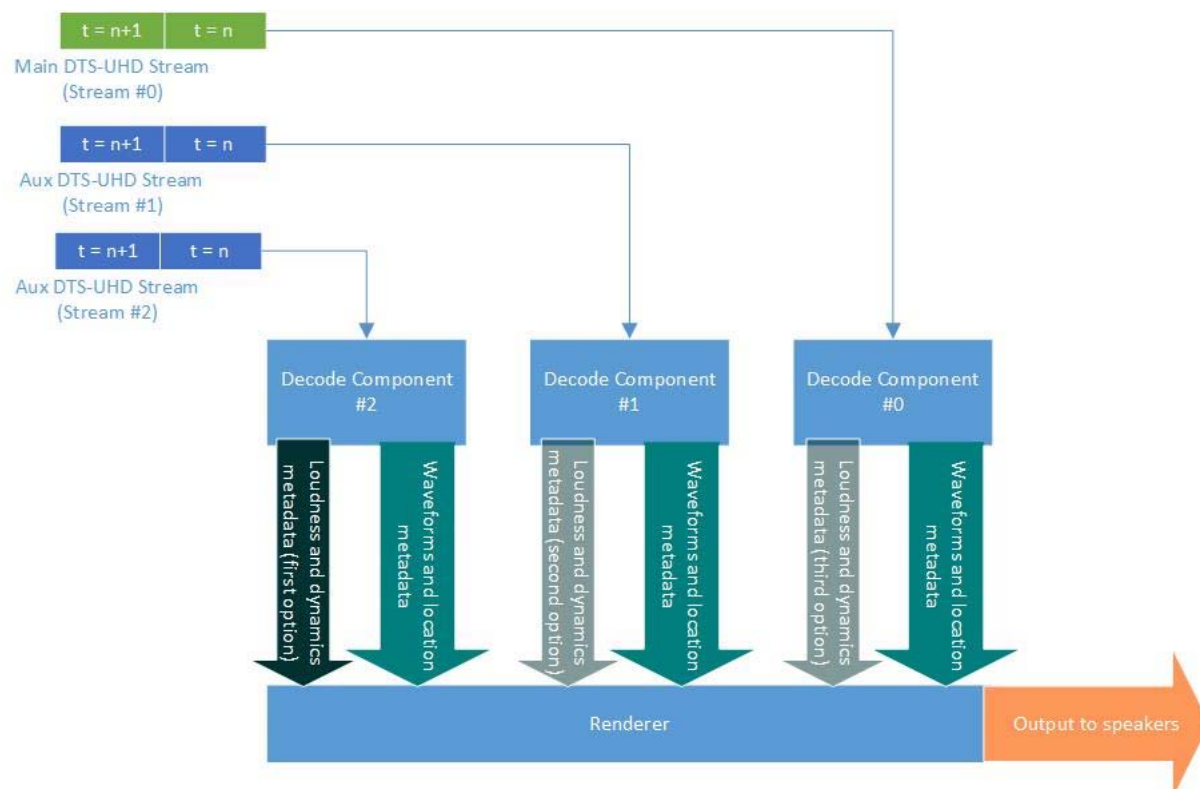 t = n+1 t = n
Main DTS-UHD Stream
(Stream #0)
t = n+1 t = n
Aux DTS-UHD Stream
(Stream #1)
t = n+1 t = n
Aux DTS-UHD Stream
(Stream #2)
Decode Component
#2
Decode Component
#1
Decode Component
#0
Loudness and dynamics
metadata (first option)
Waveforms and location
metadata
Loudness and dynamics
metadata (second option)
Waveforms and location
metadata
Loudness and dynamics
metadata (third option)
Waveforms and location
metadata
Renderer
Output to speakers